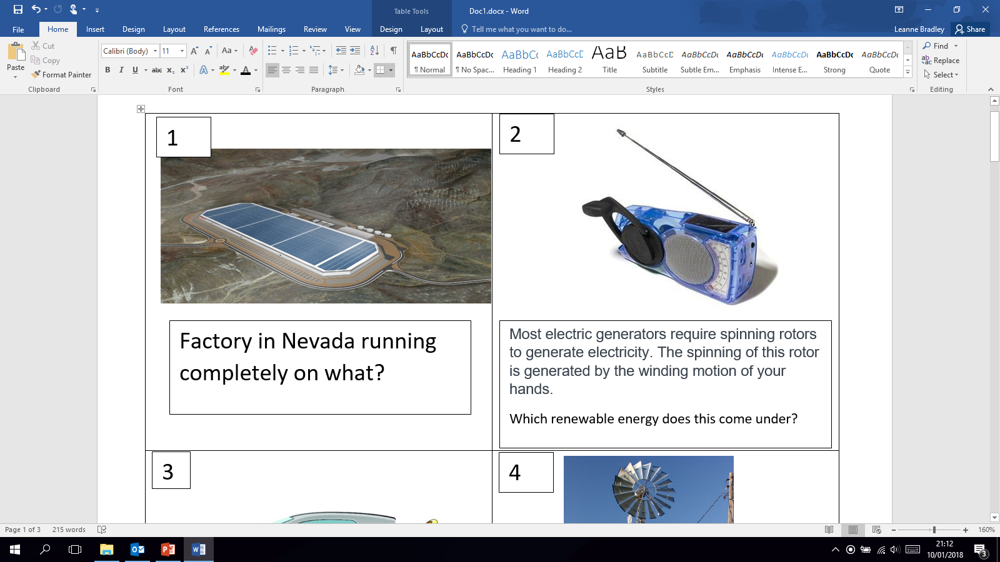 Table Tools
Doc1.docx - Word
File
Home
Insert
Design
Layout
References
Mailings
Review
View
Design
Layout
Tell me what you want to do...
Leanne Bradley
Share
Paste
Cut
Copy
Format Painter
Clipboard
Calibri (Body)
11
Font
Paragraph
AaBbCcDc
¶ Normal
AaBbCcDc
¶ No Spac...
AaBbCc
Heading 1
AaBbCcD
Heading 2
AaB
Title
AaBbCcD
Subtitle
AaBbCcDc
Subtle Em...
AaBbCcDc
Emphasis
AaBbCcDc
Intense E...
AaBbCcDc
Strong
AaBbCcDc
Quote
Styles
Find
Replace
Select
Editing
1
Factory in Nevada running
completely on what?
2
Most electric generators require spinning rotors
to generate electricity. The spinning of this rotor
is generated by the winding motion of your
hands.
Which renewable energy does this come under?
3
4
Page 1 of 3
215 words
160%
21:12
10/01/2018
3